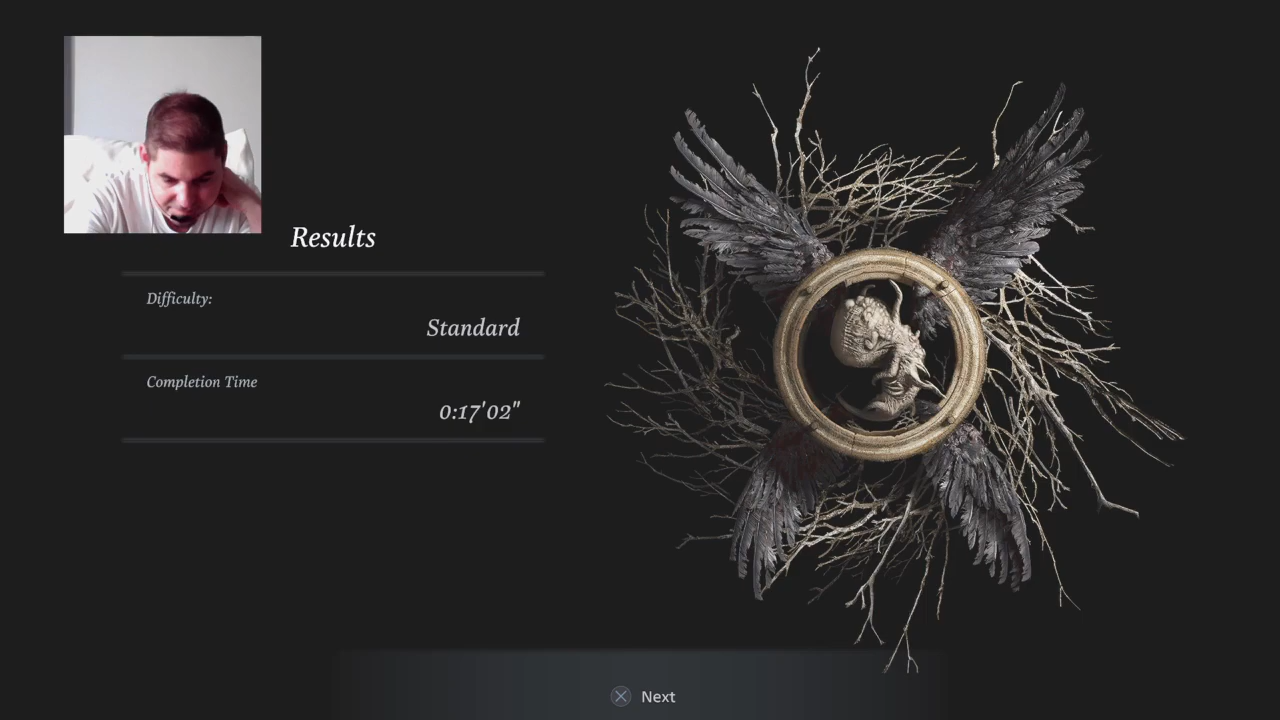 Results
Difficulty:
Standard
Completion Time
0:17'02"
Next